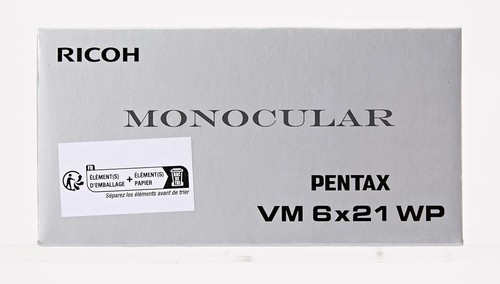 RICOH
MONOCULAR
FR
ÉLÉMENT(S) D'EMBALLAGE + ÉLÉMENT(S) PAPIER
Séparez les éléments avant de trier
PENTAX
VM 6x21 WP